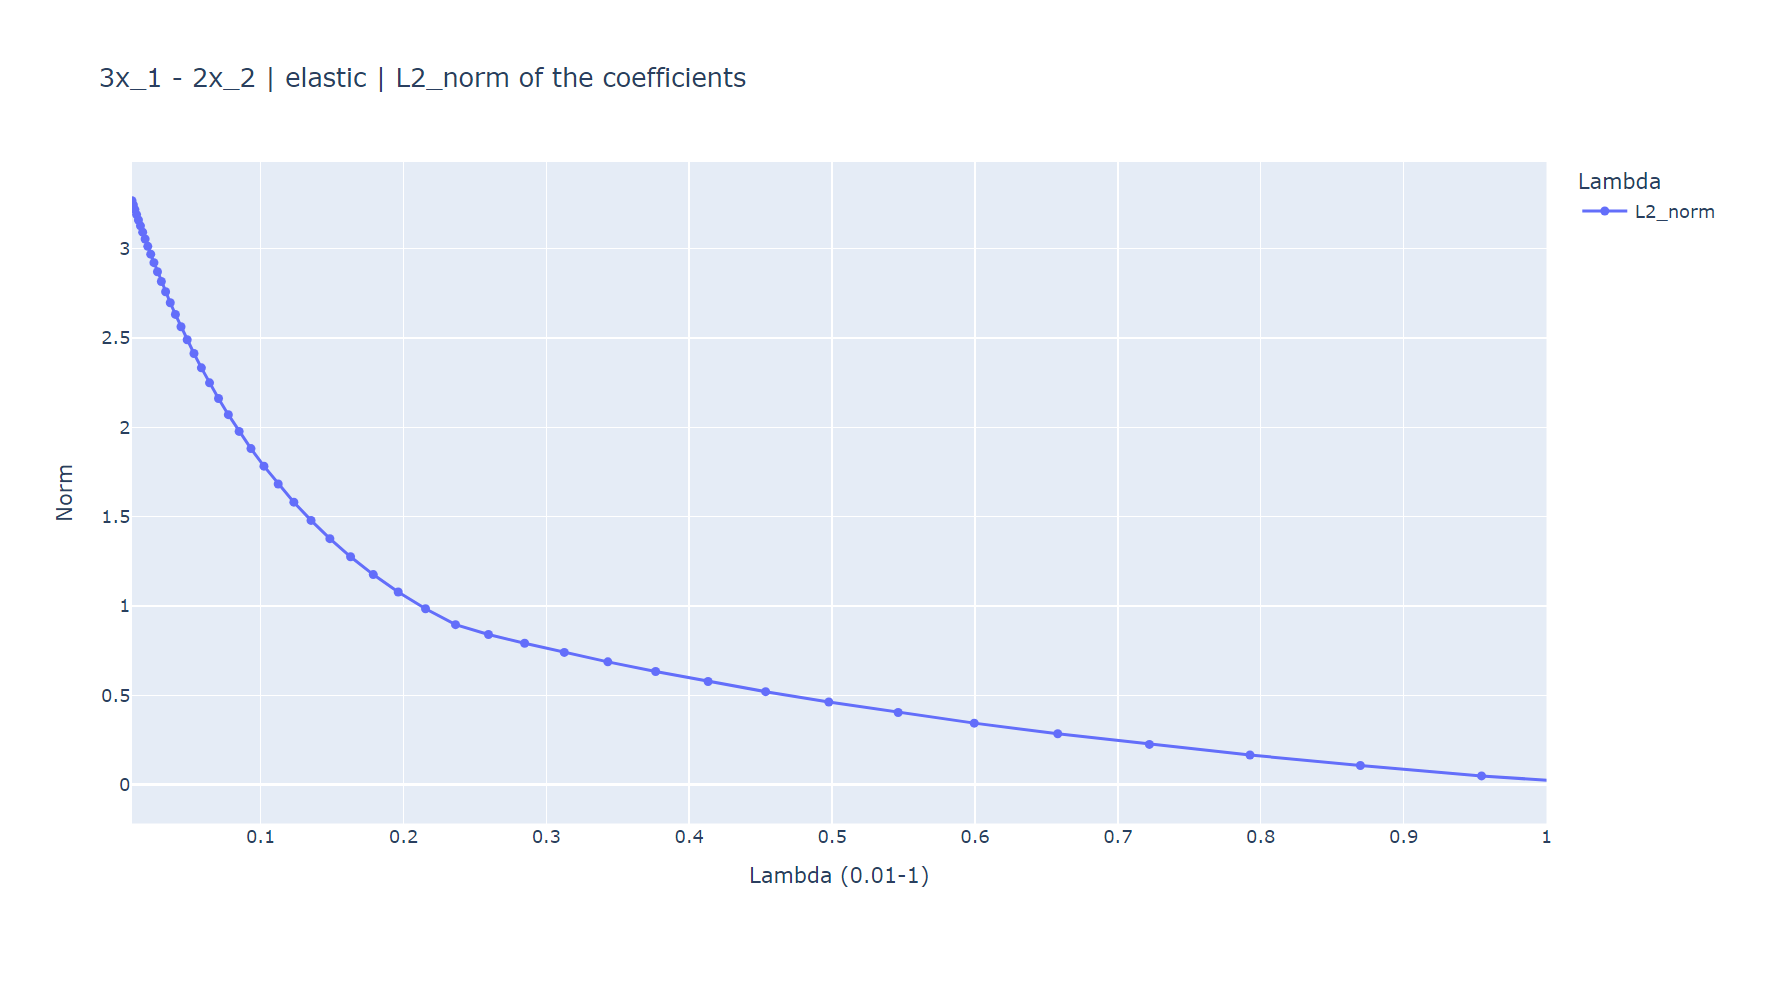 3x_1 - 2x_2 | elastic | L2_norm of the coefficients
Lambda
L2_norm
Norm
3
2.5
2
1.5
1
0.5
0
0.1 0.2 0.3 0.4 0.5 0.6 0.7 0.8 0.9 1
Lambda (0.01-1)